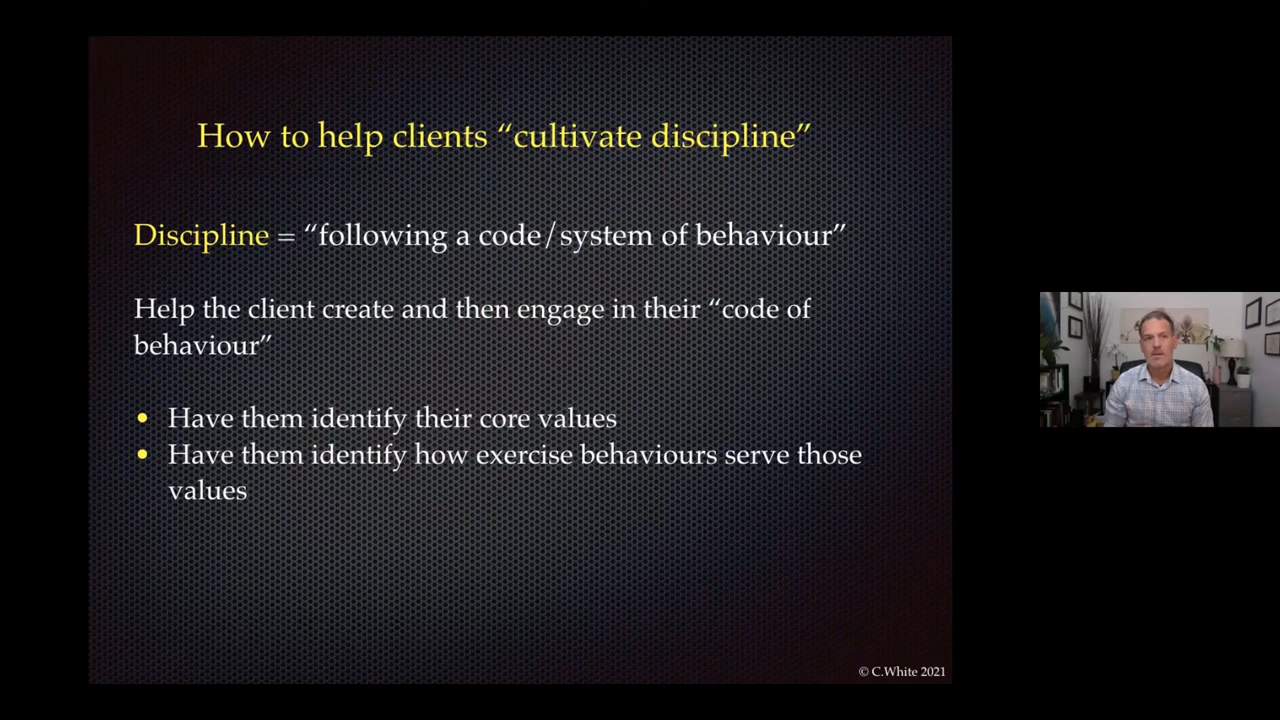 How to help clients “cultivate discipline”
Discipline = “following a code/system of behaviour”
Help the client create and then engage in their “code of
behaviour”
• Have them identify their core values
• Have them identify how exercise behaviours serve those
values
© C.White 2021